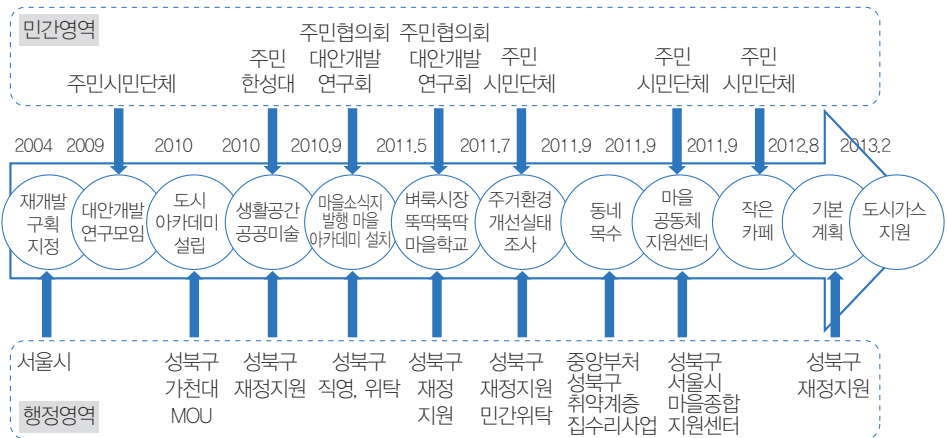 민간영역
주민시민단체
주민
한성대
주민협의회
대안개발
연구회
주민협의회
대안개발
연구회
주민
시민단체
주민
시민단체
주민
시민단체
2004 2009 2010 2010 2010.9 2011.5 2011.7 2011.9 2011.9 2011.9 2012.8 2013.2
재개발
구획
지정
대안개발
연구모임
도시
아카데미
설립
생활공간
공공미술
마을소식지
발행 마을
아카데미 설치
벼룩시장
뚝딱뚝딱
마을학교
주거환경
개선실태
조사
동네
목수
마을
공동체
지원센터
작은
카페
기본
계획
도시가스
지원
서울시
성북구
가천대
MOU
성북구
재정지원
성북구
직영, 위탁
성북구
재정
지원
성북구
재정지원
민간위탁
중앙부처
성북구
취약계층
집수리사업
성북구
서울시
마을종합
지원센터
성북구
재정지원
행정영역